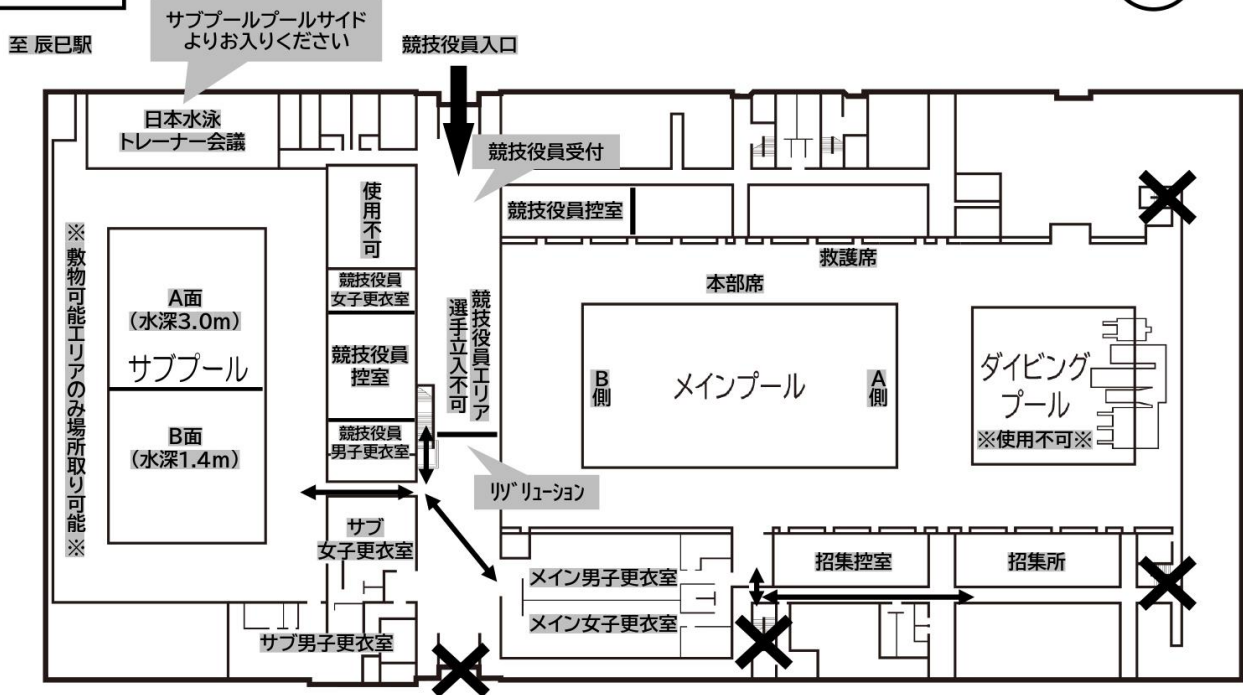 サブプールプールサイド
よりお入りください
至 辰巳駅
競技役員入口
日本水泳
トレーナー会議
競技役員受付
使用不可
競技役員控室
救護席
本部席
※ 敷物可能エリアのみ場所取り可能 ※
A面
(水深3.0m)
サブプール
B面
(水深1.4m)
競技役員
女子更衣室
競技役員
控室
競技役員
男子更衣室
競技役員エリア
選手立入不可
B側
メインプール
A側
ダイビング
プール
※使用不可※
リゾリューション
サブ
女子更衣室
サブ男子更衣室
メイン男子更衣室
メイン女子更衣室
招集控室
招集所